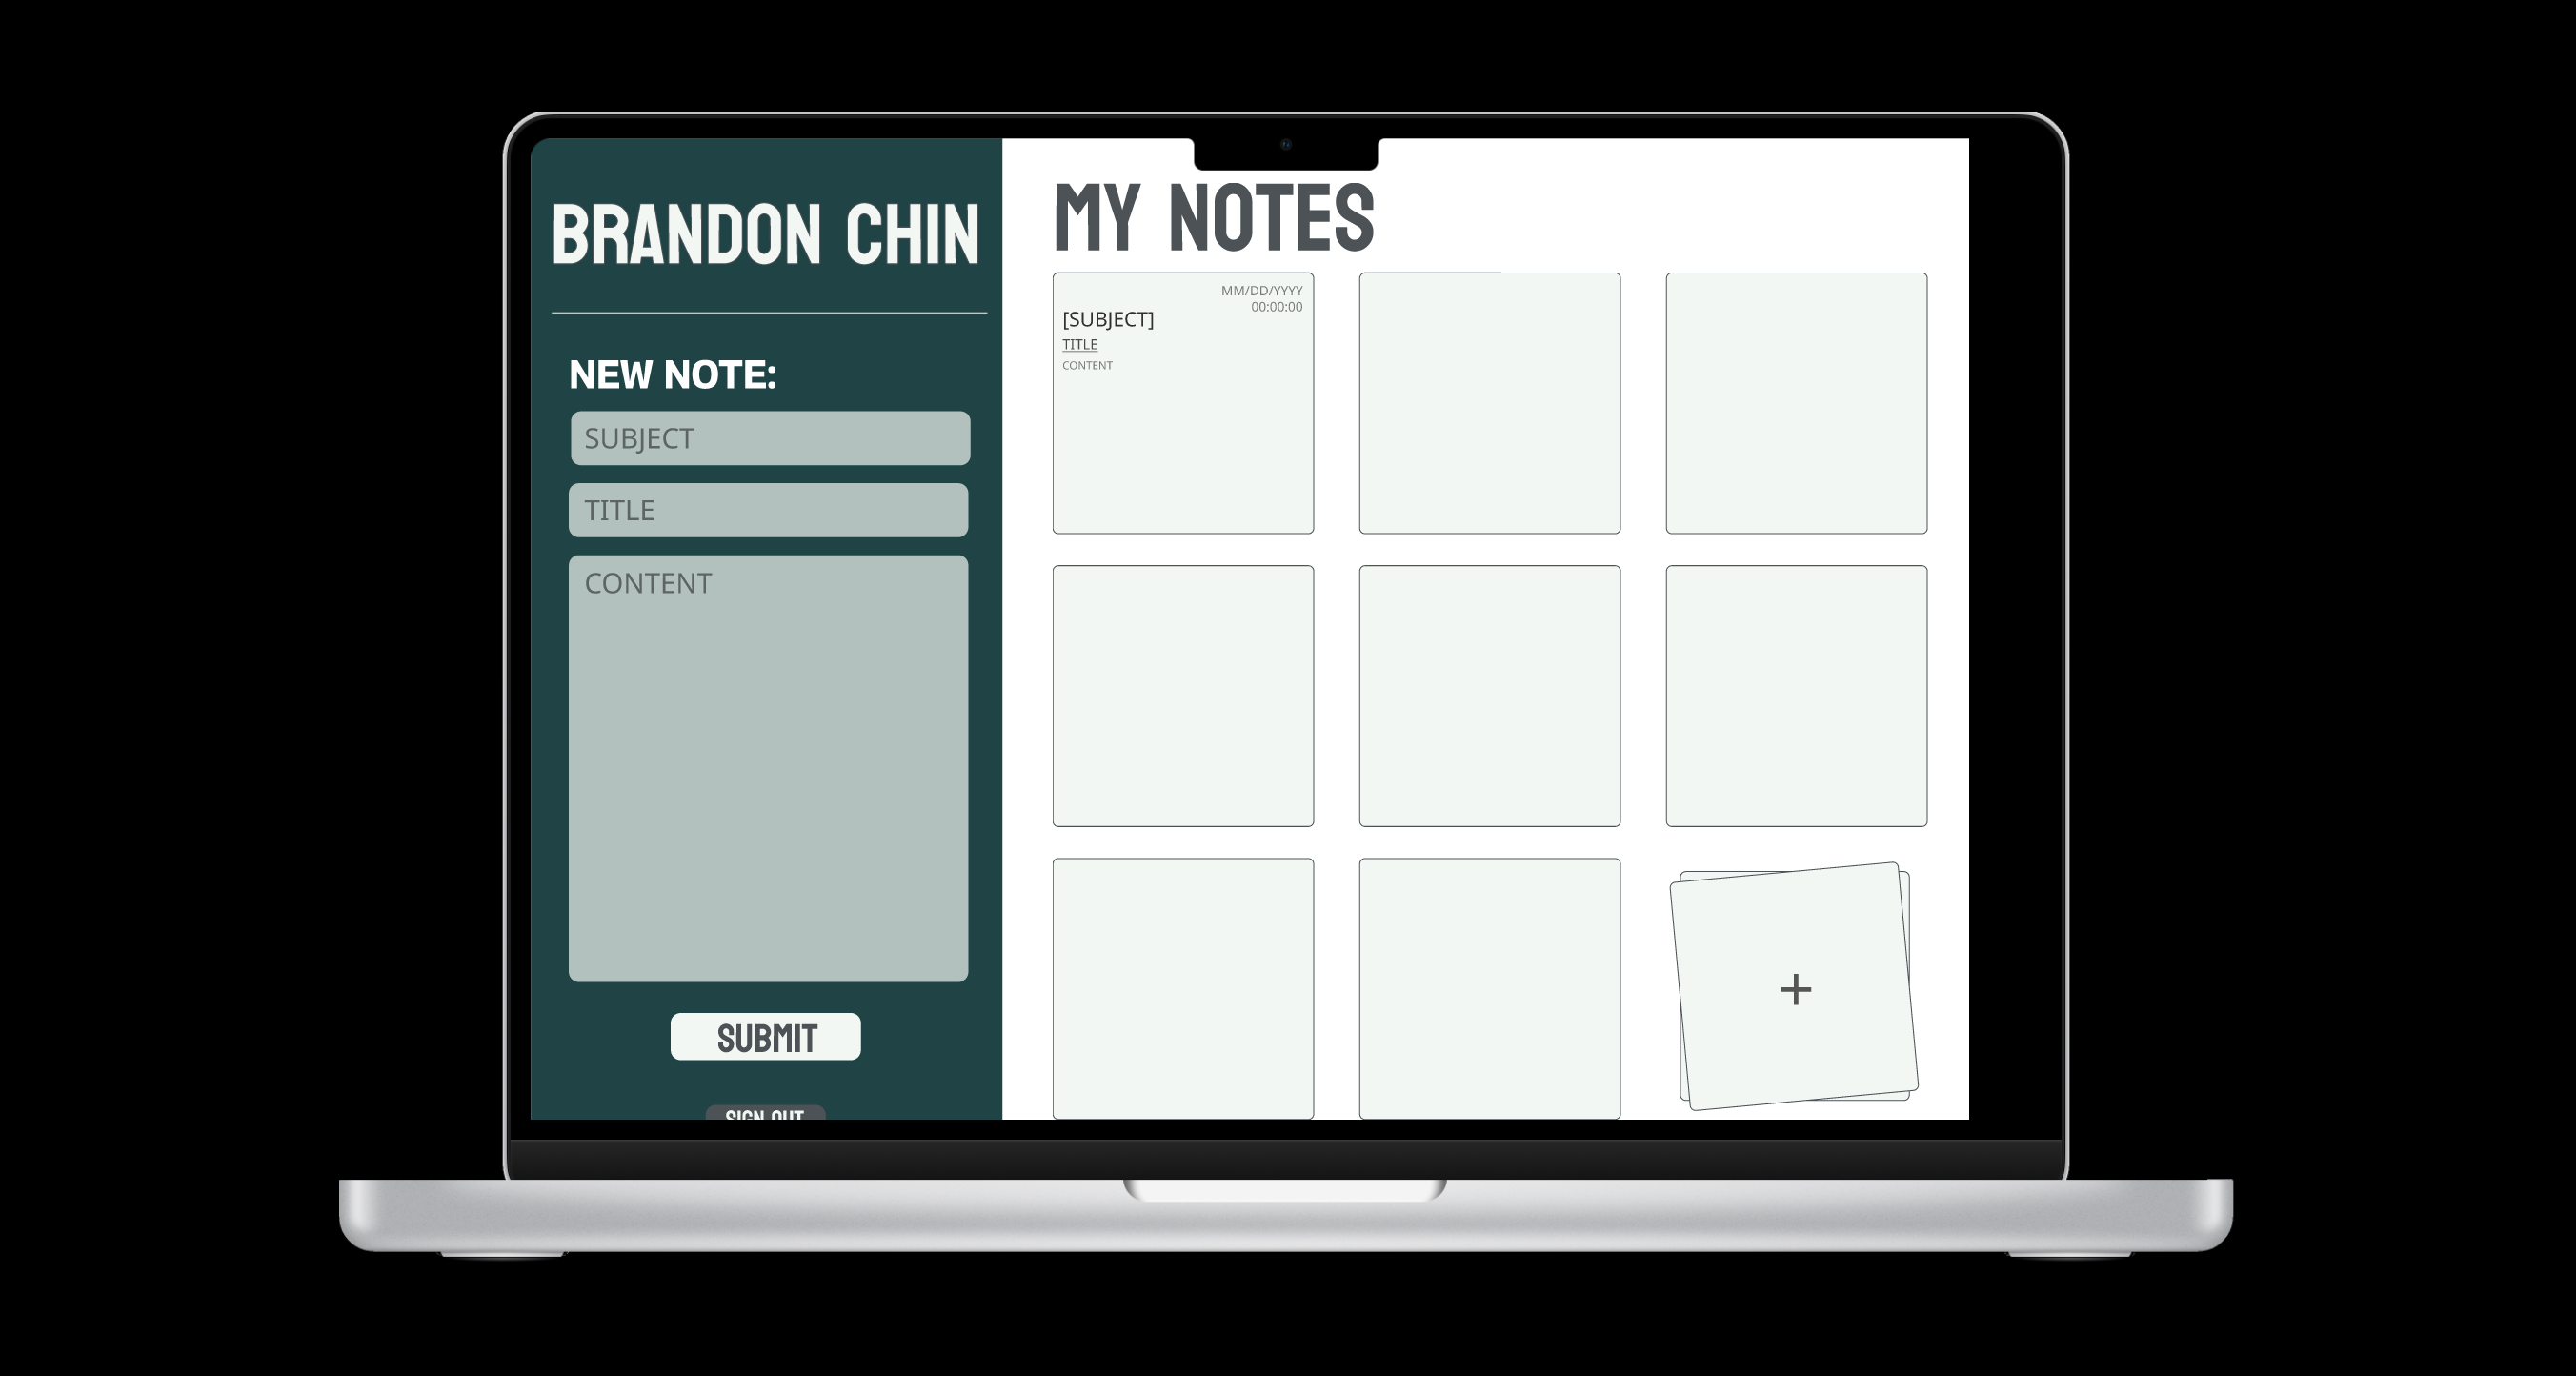 BRANDON CHIN
NEW NOTE:
SUBJECT
TITLE
CONTENT
SUBMIT
SIGN OUT
MY NOTES
MM/DD/YYYY
00:00:00
[SUBJECT]
TITLE
CONTENT
+